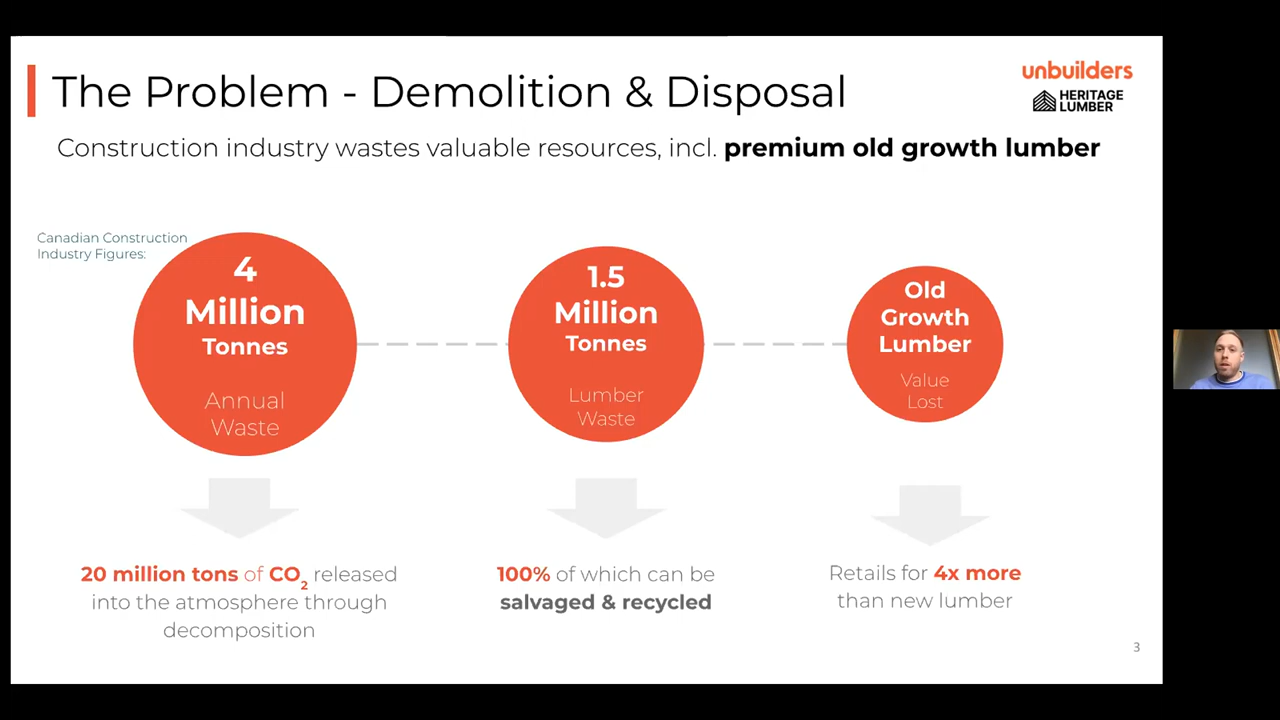 The Problem - Demolition & Disposal
unbuilders
HERITAGE
LUMBER
Construction industry wastes valuable resources, incl. premium old growth lumber
Canadian Construction
Industry Figures:
4
Million
Tonnes
Annual
Waste
1.5
Million
Tonnes
Lumber
Waste
Old
Growth
Lumber
Value
Lost
20 million tons of CO2 released
into the atmosphere through
decomposition
100% of which can be
salvaged & recycled
Retails for 4x more
than new lumber
3